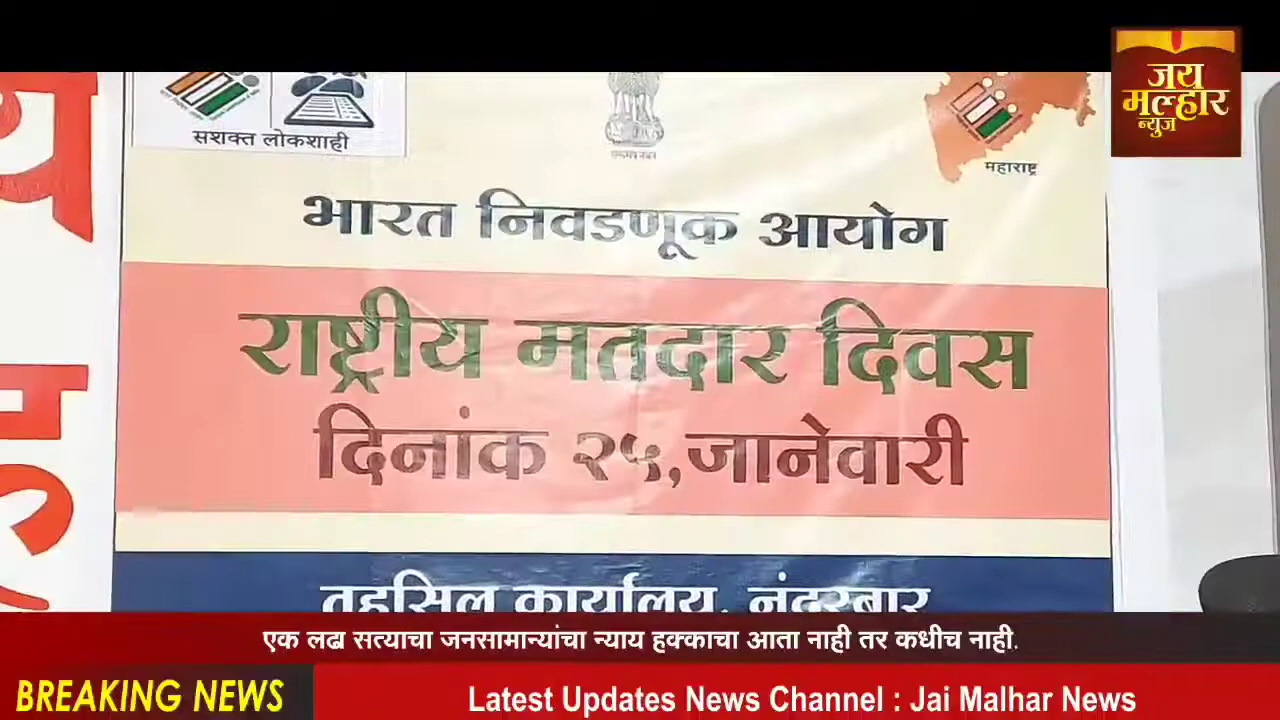 जय
मल्हार
न्युज
सशक्त लोकशाही
महाराष्ट्र
भारत निवडणूक आयोग
राष्ट्रीय मतदार दिवस
दिनांक २५,जानेवारी
तहसिल कार्यालय, नंदुरबार
एक लढा सत्याचा जनसामान्यांचा न्याय हक्काचा आता नाही तर कधीच नाही.
BREAKING NEWS
Latest Updates News Channel : Jai Malhar News